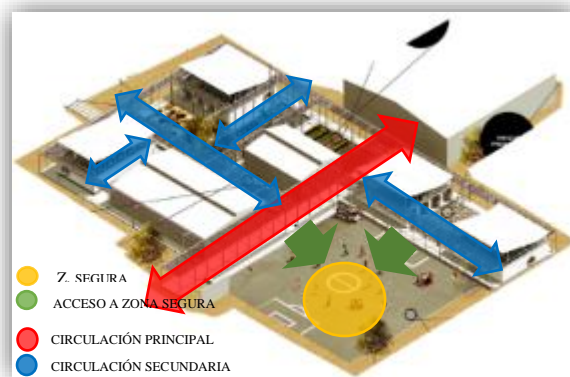 Z. SEGURA
ACCESO A ZONA SEGURA
CIRCULACIÓN PRINCIPAL
CIRCULACIÓN SECUNDARIA